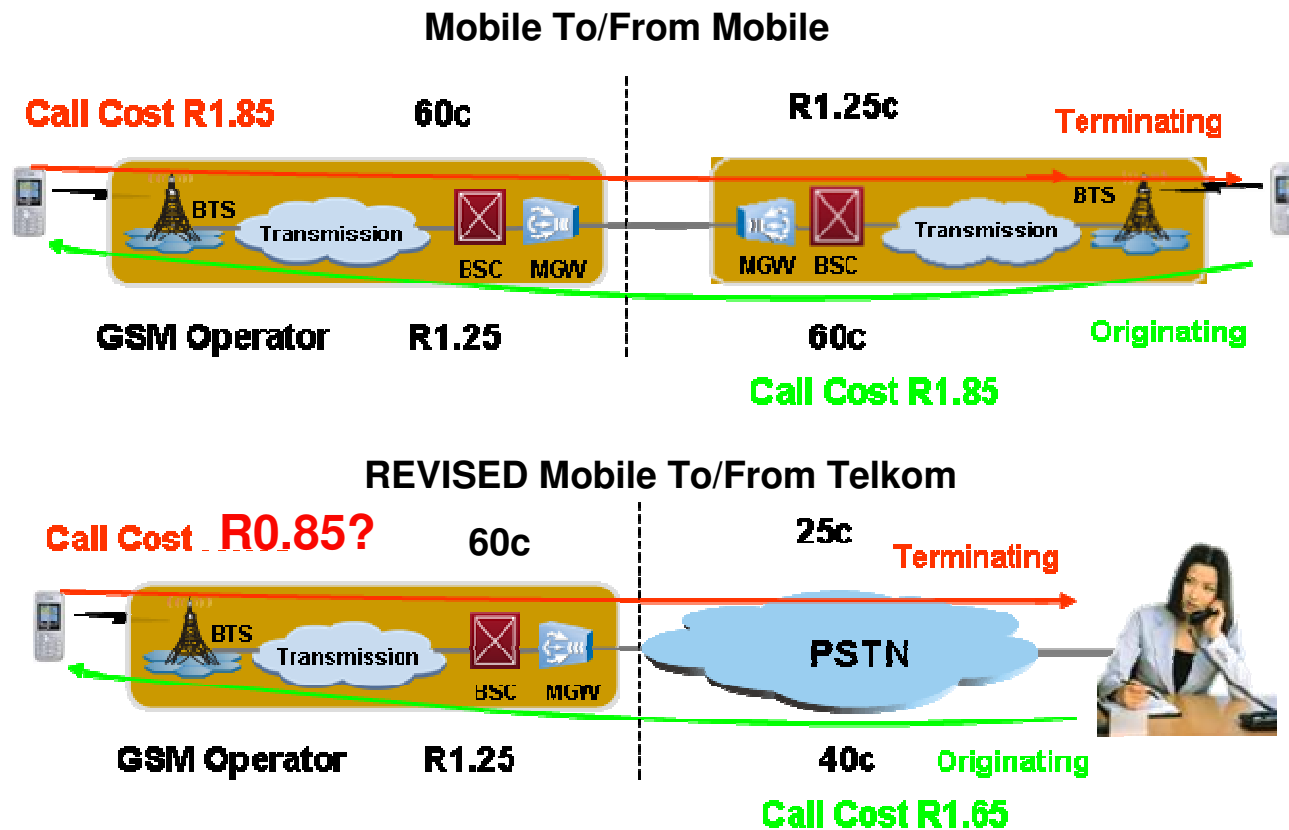 Mobile To/From Mobile
Call Cost R1.85 60c R1.25c Terminating
BTS Transmission BSC MGW MGW BSC Transmission BTS
GSM Operator R1.25 60c Originating
Call Cost R1.85
REVISED Mobile To/From Telkom
Call Cost R0.85? 60c 25c Terminating
BTS Transmission BSC MGW PSTN
GSM Operator R1.25 40c Originating
Call Cost R1.65